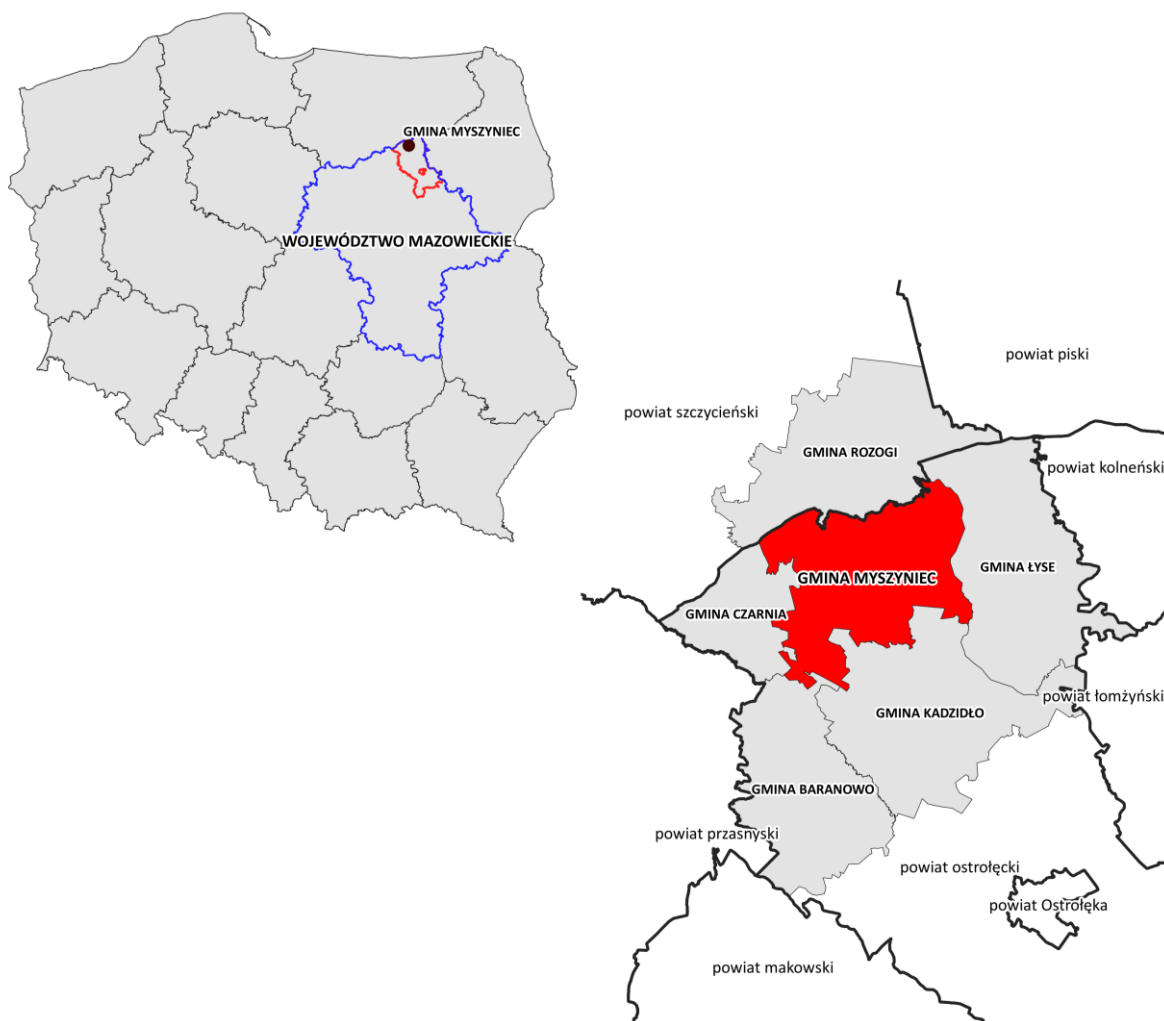 GMINA MYSZYNIEC
WOJEWÓDZTWO MAZOWIECKIE
powiat piski
powiat szczycieński
GMINA ROZOGI
powiat kolneński
GMINA ŁYSE
GMINA MYSZYNIEC
GMINA CZARNIA
powiat łomżyński
GMINA KADZIDŁO
GMINA BARANOWO
powiat przasnyski
powiat ostrołęcki
powiat Ostrołęka
powiat makowski